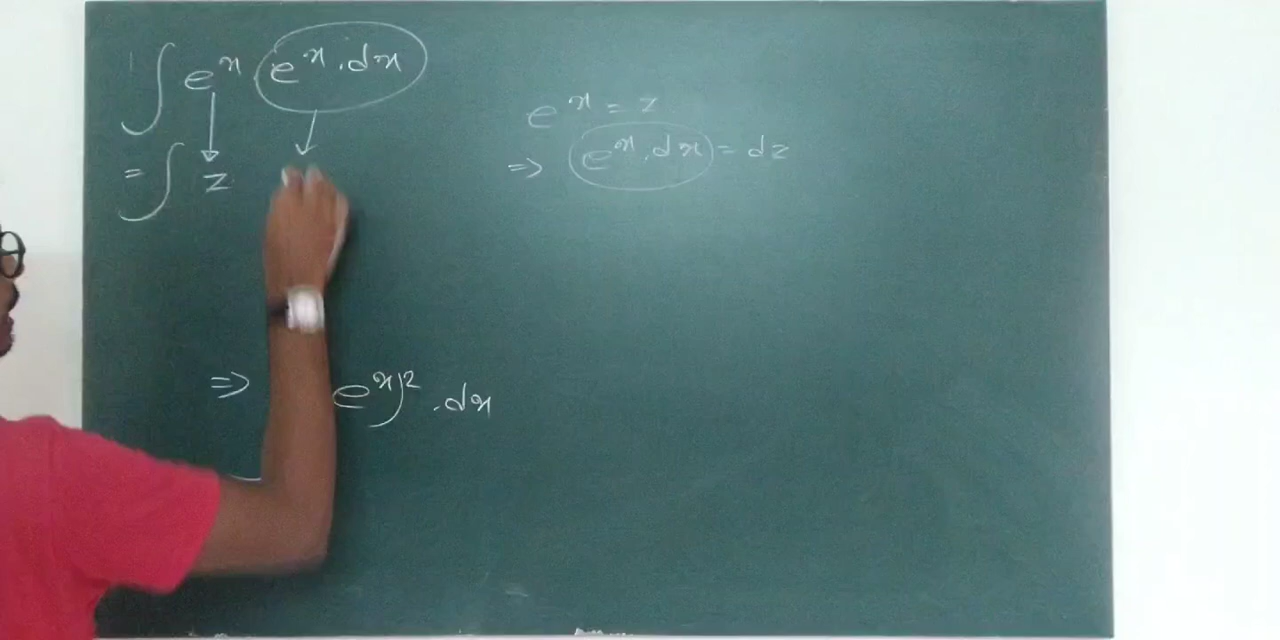 ∫ e^x . e^x . dx
= ∫ z
e^x = z
=> e^x . dx = dz
=> e^x)^2 . dx